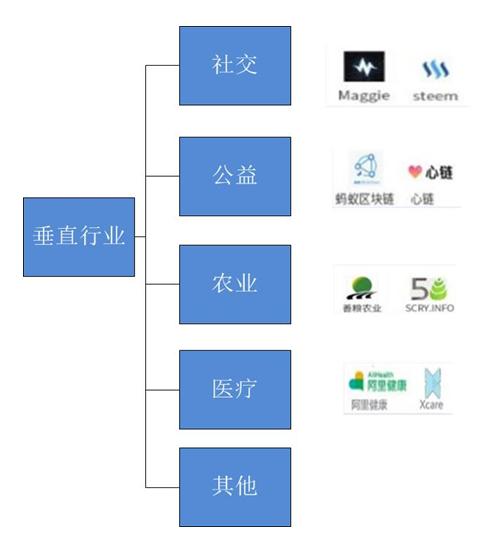 社交
Maggie steem
公益
心链
蚂蚁区块链 心链
垂直行业
农业
善粮农业 SCRY.INFO
医疗
AliHealth
阿里健康
阿里健康 Xcare
其他